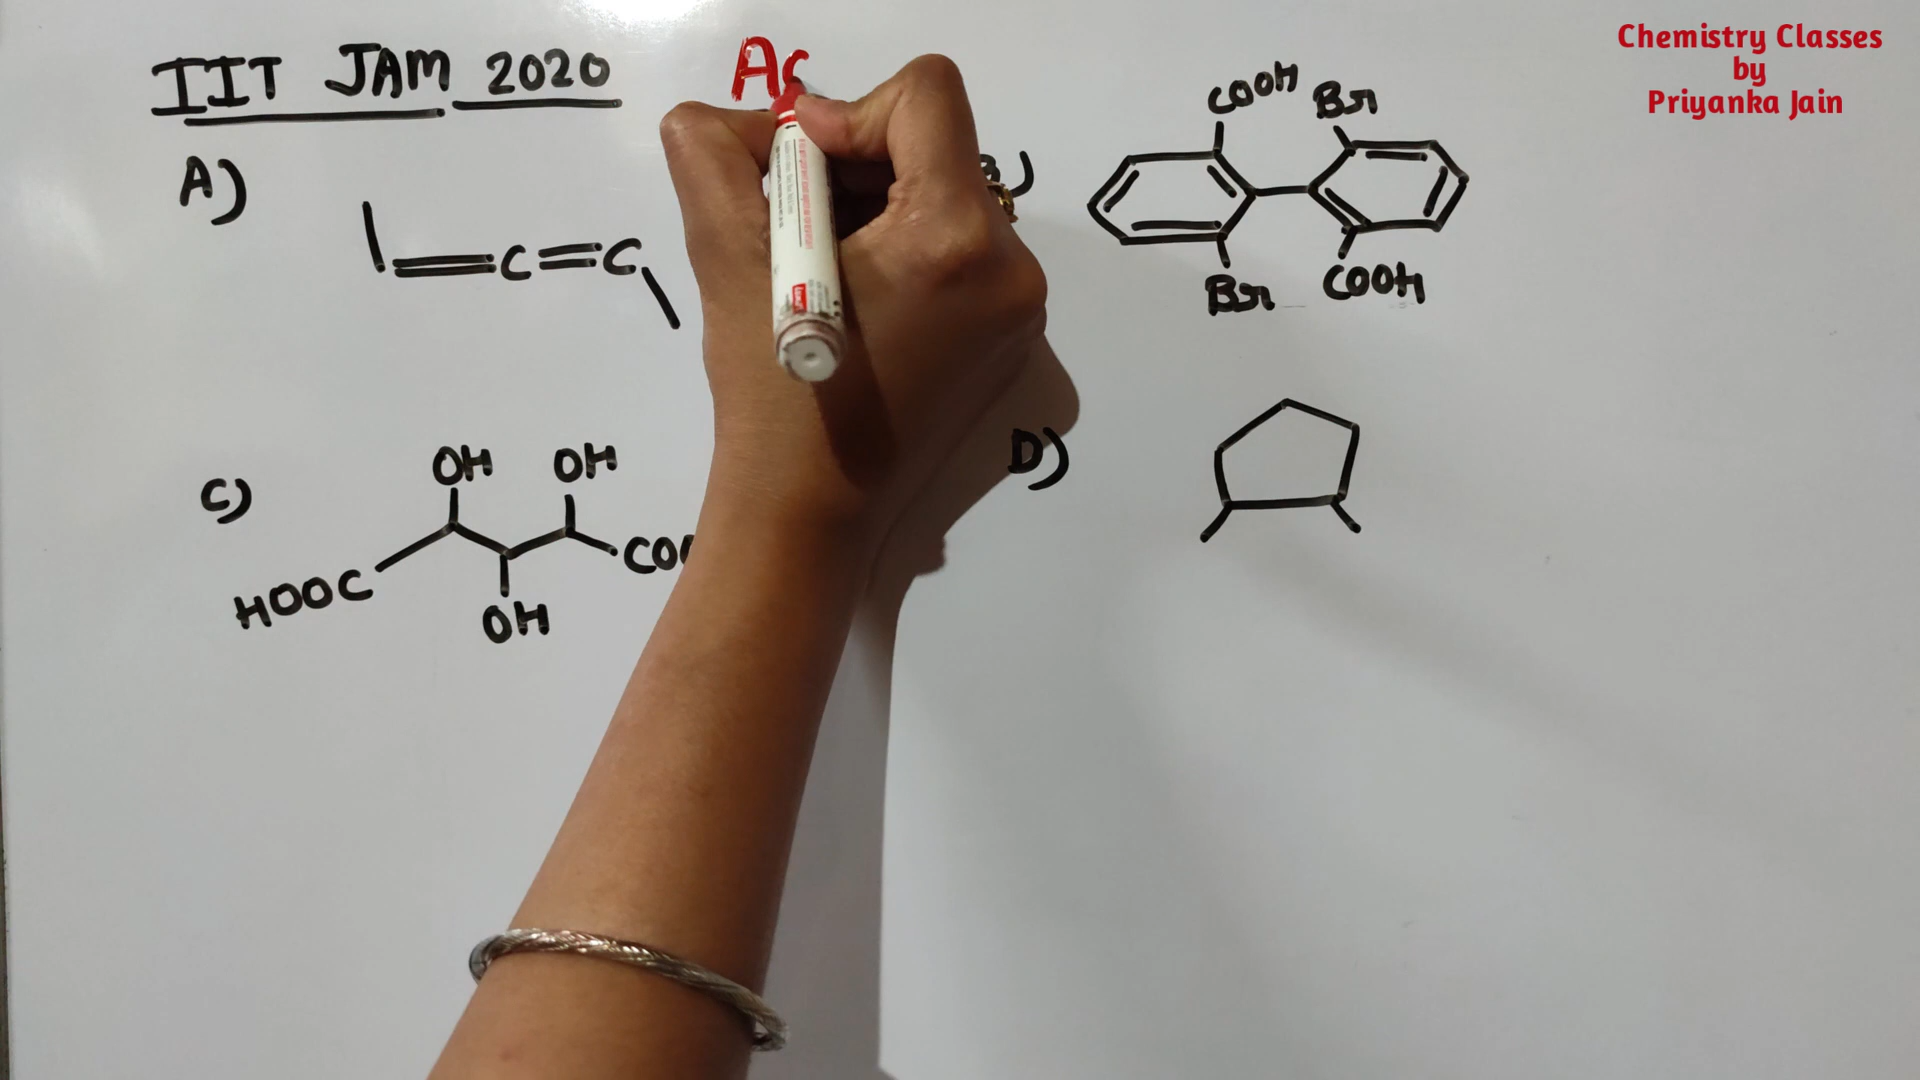 IIT JAM 2020 Ac
Chemistry Classes
by
Priyanka Jain
A)
C = C
B)
COOH Br
Br COOH
C)
OH OH
HOOC
OH
D)